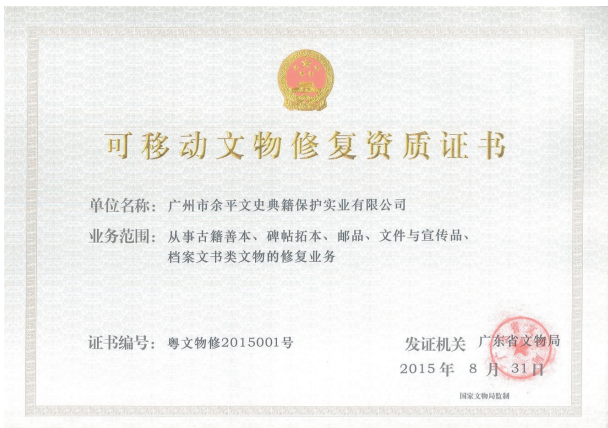 可移动文物修复资质证书
单位名称：广州市余平文史典籍保护实业有限公司
业务范围：从事古籍善本、碑帖拓本、邮品、文件与宣传品、
档案文书类文物的修复业务
证书编号：粤文物修2015001号
发证机关 广东省文物局
2015年 8 月 31日
国家文物局监制